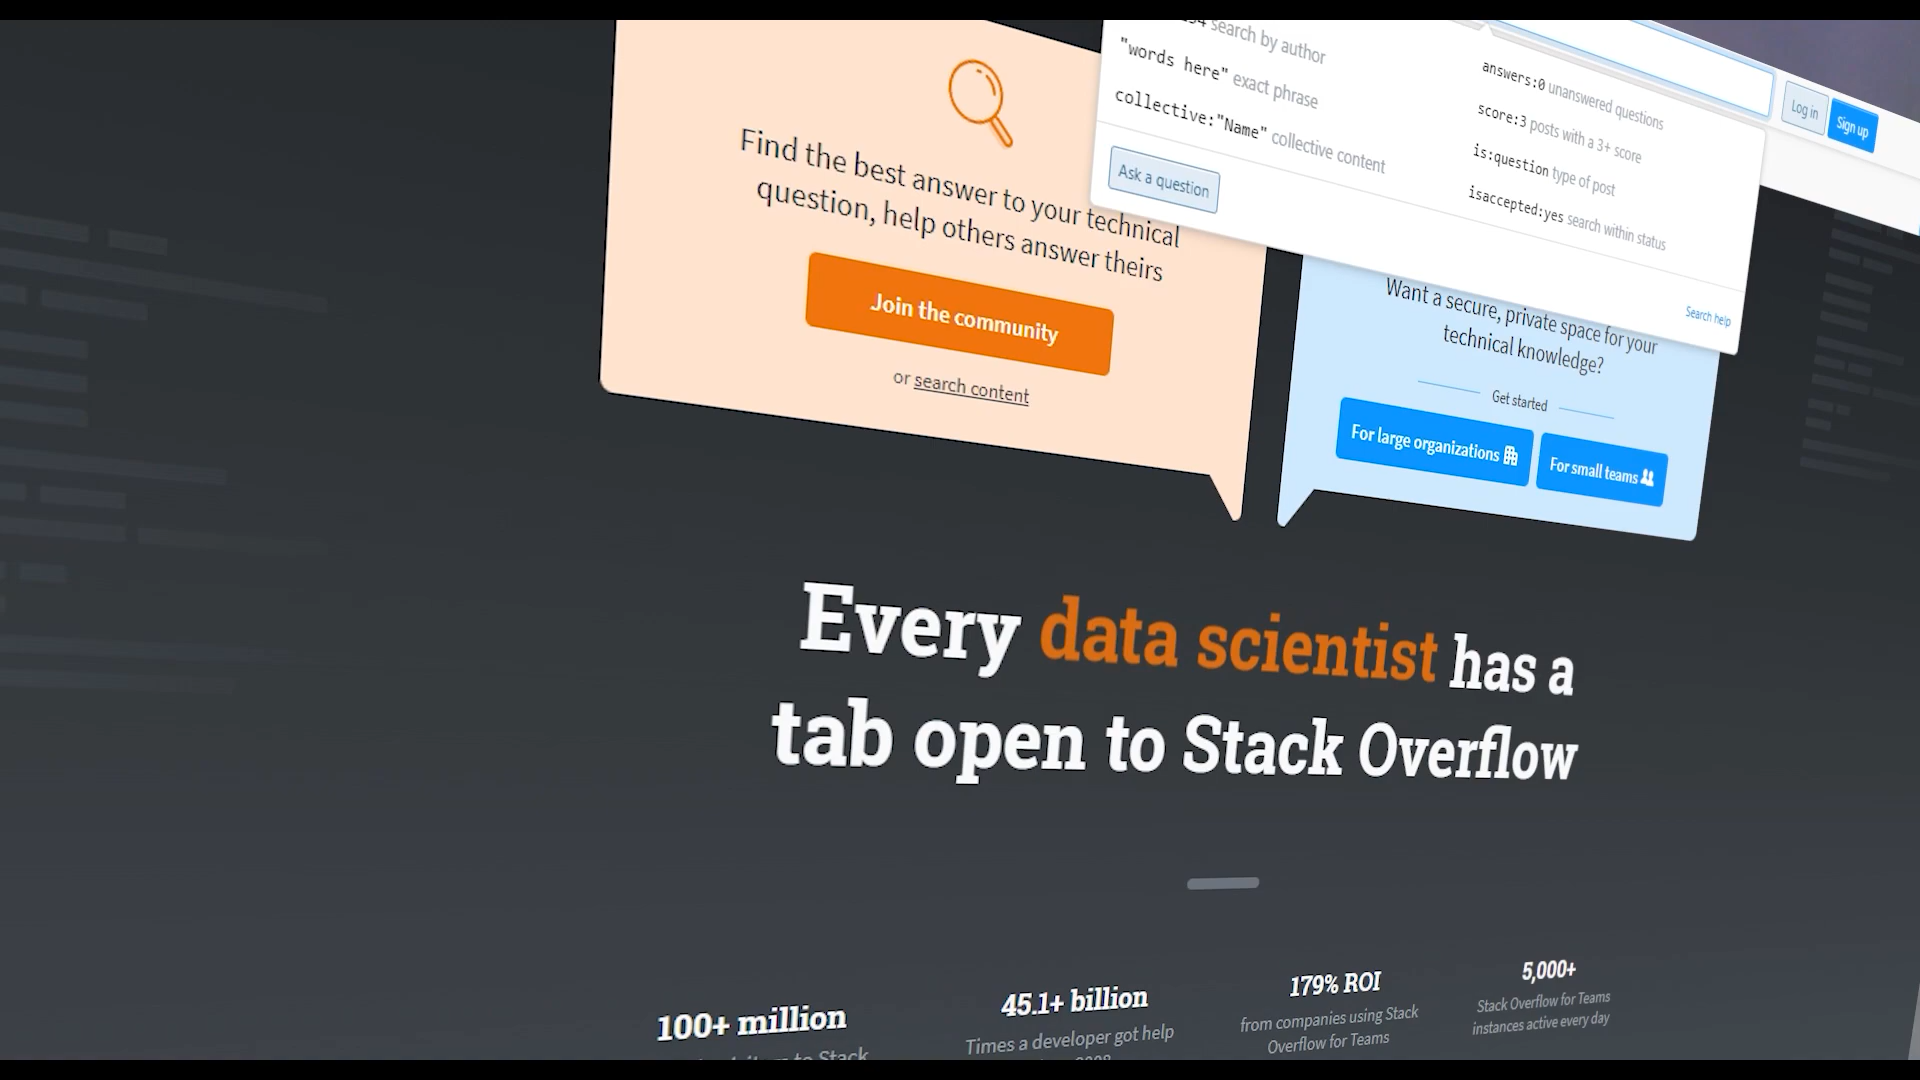 search by author
"words here" exact phrase
collective:"Name" collective content
Ask a question
answers:0 unanswered questions
score:3 posts with a 3+ score
is:question type of post
isaccepted:yes search within status
Search help
Log in
Sign up
Find the best answer to your technical
question, help others answer theirs
Join the community
or search content
Want a secure, private space for your
technical knowledge?
Get started
For large organizations
For small teams
Every data scientist has a
tab open to Stack Overflow
100+ million
to Stack
45.1+ billion
Times a developer got help
179% ROI
from companies using Stack
Overflow for Teams
5,000+
Stack Overflow for Teams
instances active every day